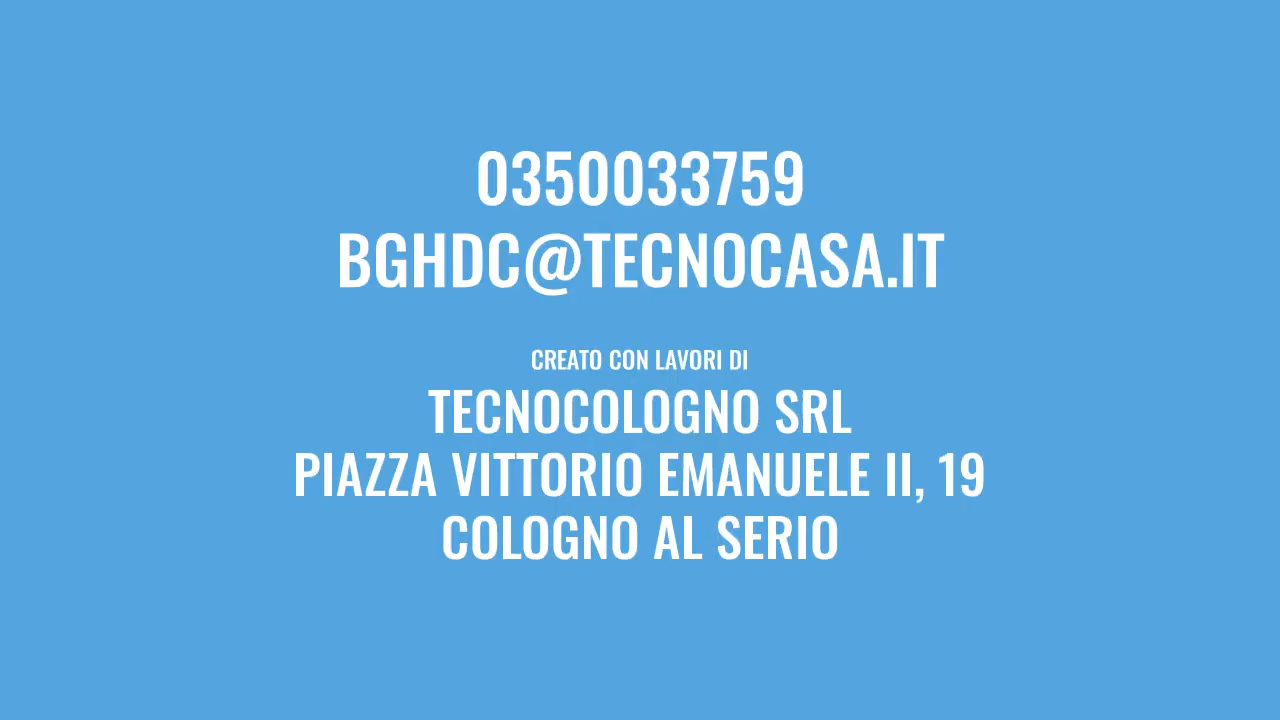 0350033759
BGHDC@TECNOCASA.IT
CREATO CON LAVORI DI
TECNOCOLOGNO SRL
PIAZZA VITTORIO EMANUELE II, 19
COLOGNO AL SERIO